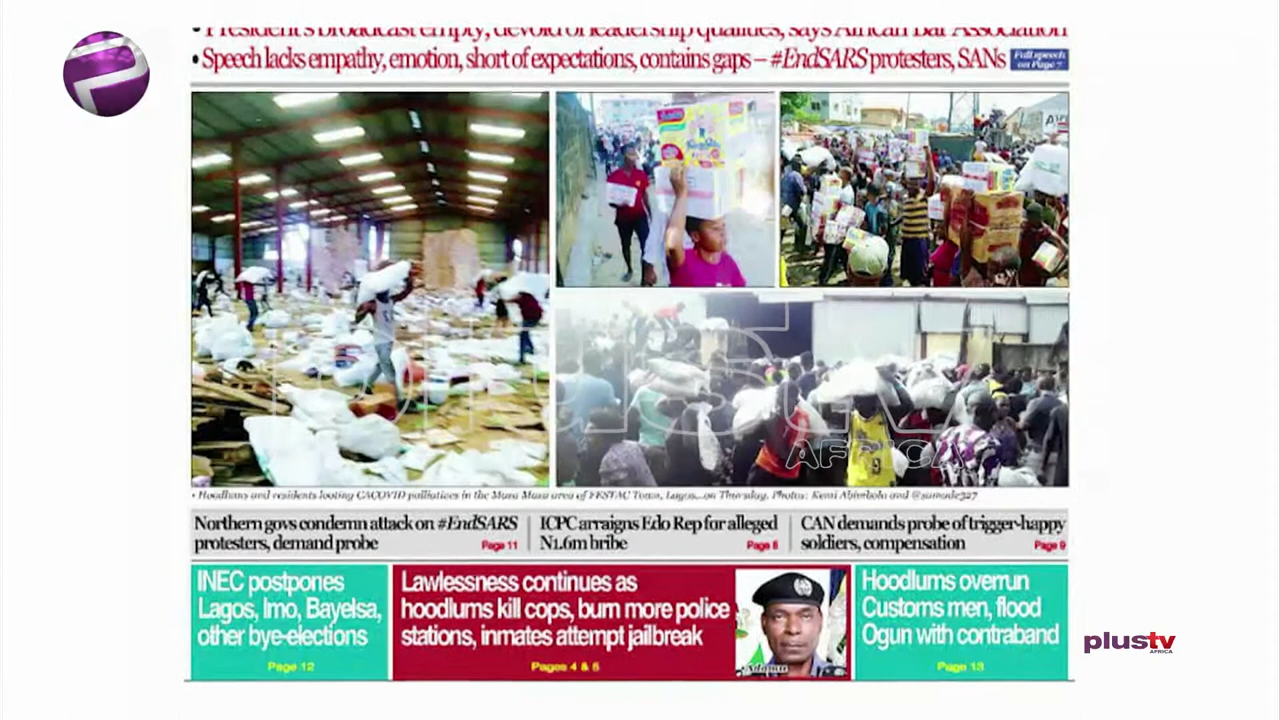 • President's broadcast empty, devoid of leadership qualities, says African Bar Association
• Speech lacks empathy, emotion, short of expectations, contains gaps – #EndSARS protesters, SANs
Full speech
on Page 7
• Hoodlums and residents looting CACOVID palliatives in the Maza Maza area of FESTAC Town, Lagos...on Thursday. Photos: Kemi Abimbola and
Northern govs condemn attack on #EndSARS
protesters, demand probe
Page 11
ICPC arraigns Edo Rep for alleged
N1.6m bribe
Page 8
CAN demands probe of trigger-happy
soldiers, compensation
Page 9
INEC postpones
Lagos, Imo, Bayelsa,
other bye-elections
Page 12
Lawlessness continues as
hoodlums kill cops, burn more police
stations, inmates attempt jailbreak
Pages 4 & 5
Adamu
Hoodlums overrun
Customs men, flood
Ogun with contraband
Page 13
plustv
AFRICA
plustv
AFRICA